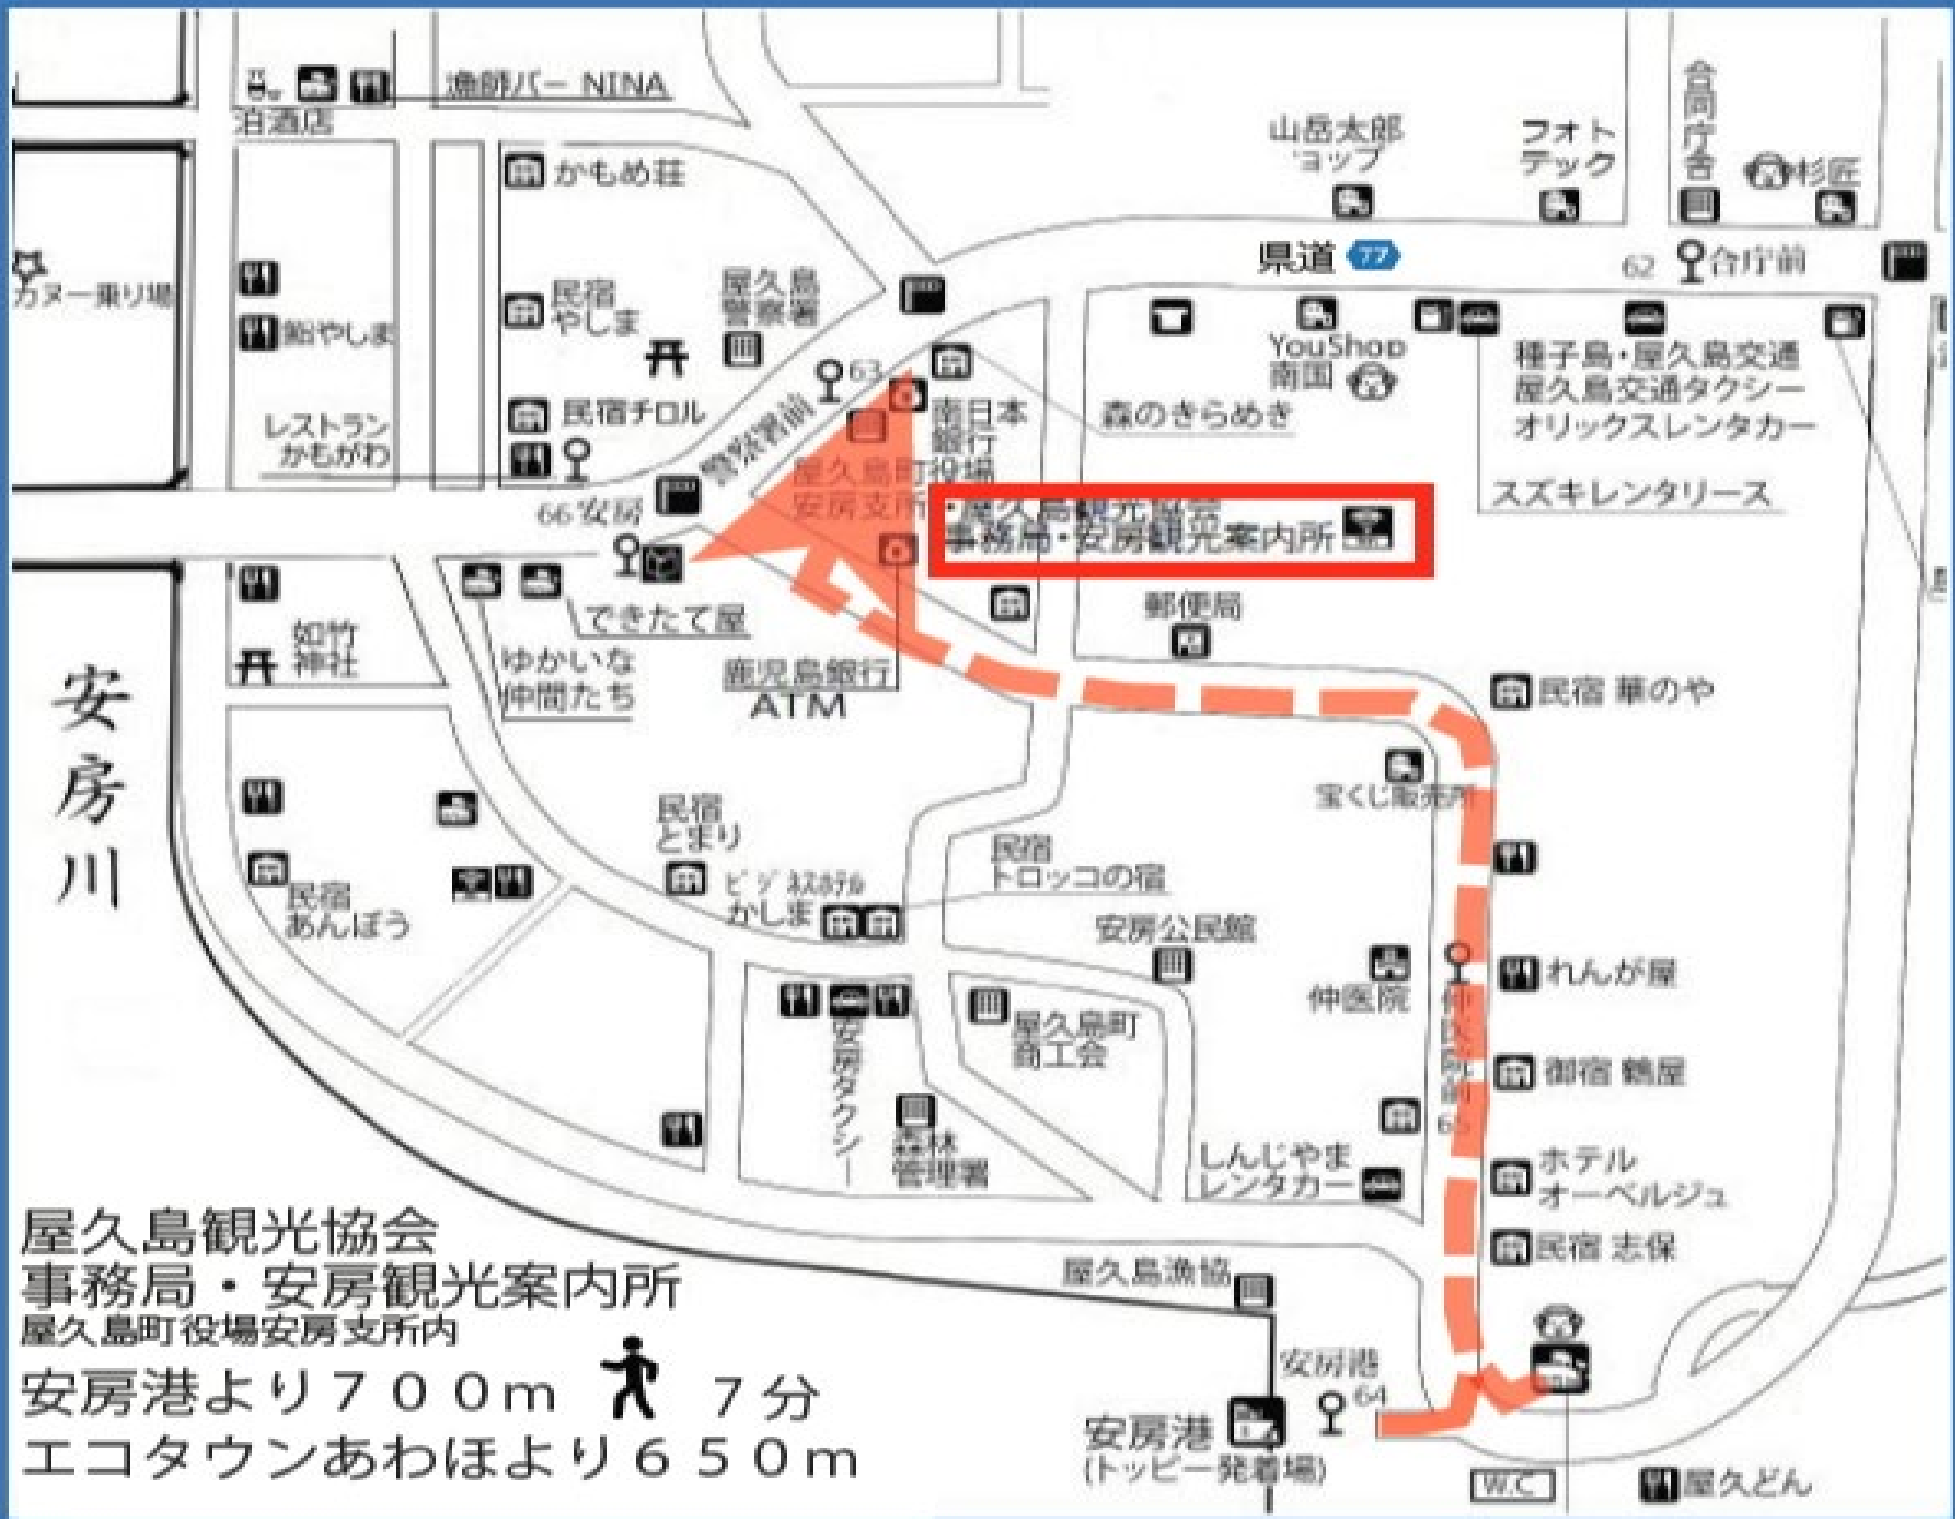 漁師バー NINA
泊酒店
かもめ荘
山岳太郎
ョップ
フォト
テック
合同庁舎
杉匠
県道 77
62
合庁前
カヌー乗り場
鮨やしま
民宿
やしま
屋久島
警察署
63
警察署前
民宿チロル
レストラン
かもがわ
66 安房
南日本
銀行
屋久島町役場
安房支所
・屋久島観光協会
事務局・安房観光案内所
森のきらめき
YouShop
南国
種子島・屋久島交通
屋久島交通タクシー
オリックスレンタカー
スズキレンタリース
郵便局
できたて屋
ゆかいな
仲間たち
如竹
神社
鹿児島銀行
ATM
安房川
民宿 華のや
宝くじ販売所
民宿
とまり
ビジネスホテル
かしま
民宿
トロッコの宿
民宿
あんぼう
安房公民館
仲医院
仲医院前
65
れんが屋
御宿 鶴屋
屋久島町
商工会
安房タクシー
森林
管理署
しんじやま
レンタカー
ホテル
オーベルジュ
民宿 志保
屋久島漁協
安房港
64
安房港
(トッピー発着場)
W.C
屋久どん
屋久島観光協会
事務局・安房観光案内所
屋久島町役場安房支所内
安房港より700m 7分
エコタウンあわほより650m